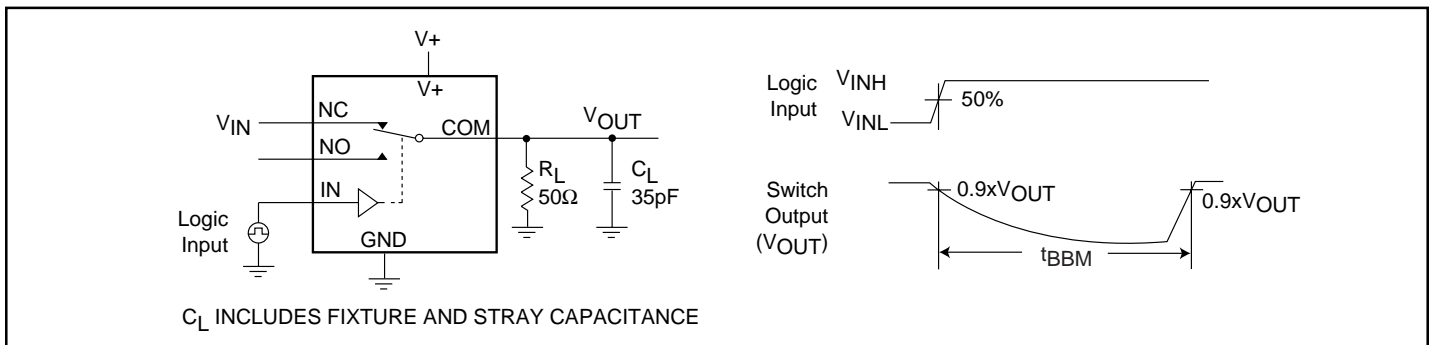 V+
V+
NC
VIN
COM
VOUT
NO
IN
RL
50Ω
CL
35pF
Logic
Input
GND
CL INCLUDES FIXTURE AND STRAY CAPACITANCE
Logic
Input
VINH
VINL
50%
Switch
Output
(VOUT)
0.9xVOUT
0.9xVOUT
tBBM